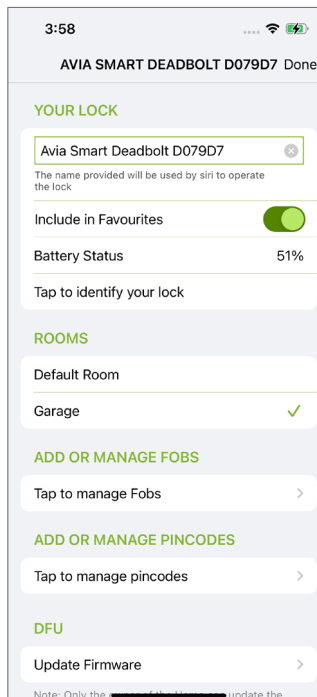 3:58
AVIA SMART DEADBOLT D079D7 Done
YOUR LOCK
Avia Smart Deadbolt D079D7
The name provided will be used by siri to operate
the lock
Include in Favourites
Battery Status 51%
Tap to identify your lock
ROOMS
Default Room
Garage
ADD OR MANAGE FOBS
Tap to manage Fobs
ADD OR MANAGE PINCODES
Tap to manage pincodes
DFU
Update Firmware
Note: Only the update the